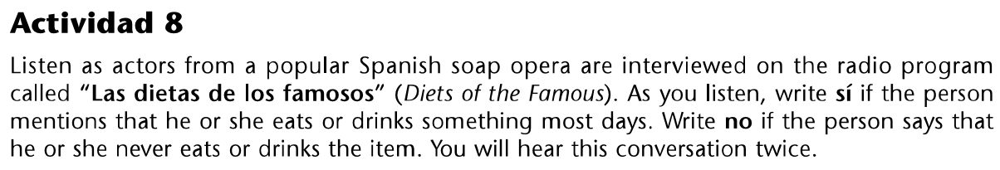 Actividad 8
Listen as actors from a popular Spanish soap opera are interviewed on the radio program
called “Las dietas de los famosos” (Diets of the Famous). As you listen, write sí if the person
mentions that he or she eats or drinks something most days. Write no if the person says that
he or she never eats or drinks the item. You will hear this conversation twice.